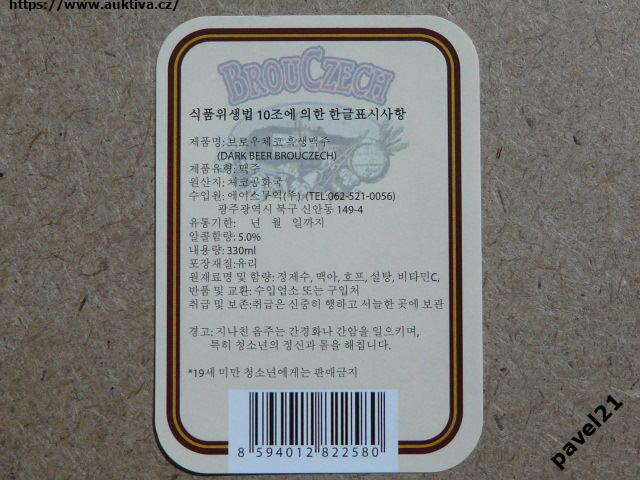 https://www.auktiva.cz/
BROUCZECH
식품위생법 10조에 의한 한글표시사항
제품명: 브로우체코 흑생맥주
(DARK BEER BROUCZECH)
제품유형: 맥주
원산지: 체코공화국
수입원: 에이스무역(주) (TEL:062-521-0056)
광주광역시 북구 신안동 149-4
유통기한: 년 월 일까지
알콜함량: 5.0%
내용량: 330ml
포장재질:유리
원재료명 및 함량: 정제수, 맥아, 호프, 설탕, 비타민C,
반품 및 교환: 수입업소 또는 구입처
취급 및 보존:취급은 신중히 행하고 서늘한 곳에 보관
경고: 지나친 음주는 간경화나 간암을 일으키며,
특히 청소년의 정신과 몸을 해칩니다.
*19세 미만 청소년에게는 판매금지
8 594012 822580
pavel21